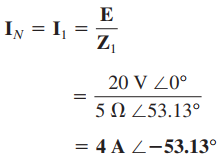 I_N = I_1 = E / Z_1
= 20 V ∠0° / 5 Ω ∠53.13°
= 4 A ∠−53.13°